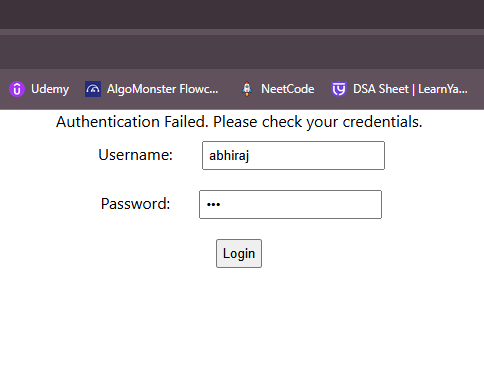 Udemy AlgoMonster Flowc... NeetCode DSA Sheet | LearnYa...
Authentication Failed. Please check your credentials.
Username: abhiraj
Password: •••
Login